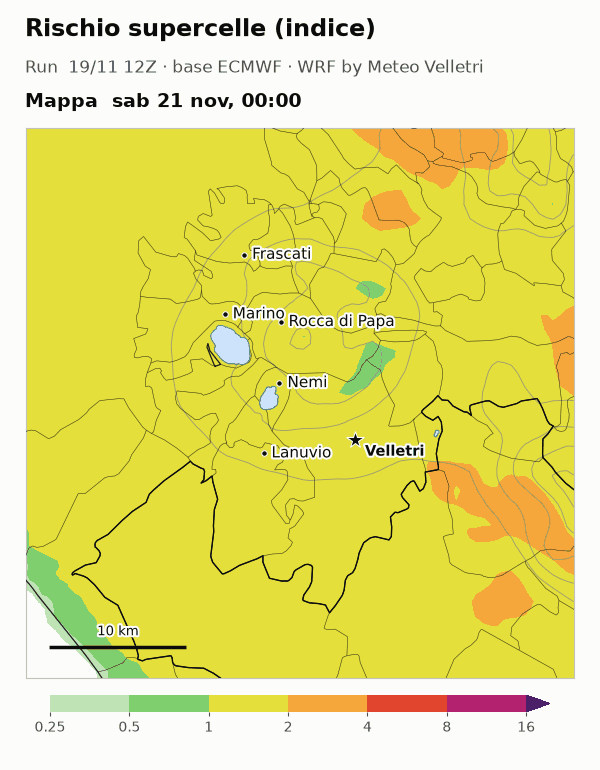 Rischio supercelle (indice)
Run  19/11 12Z · base ECMWF · WRF by Meteo Velletri
Mappa  sab 21 nov, 00:00
Frascati
Marino
Rocca di Papa
Nemi
Velletri
Lanuvio
10 km
0.25 0.5 1 2 4 8 16